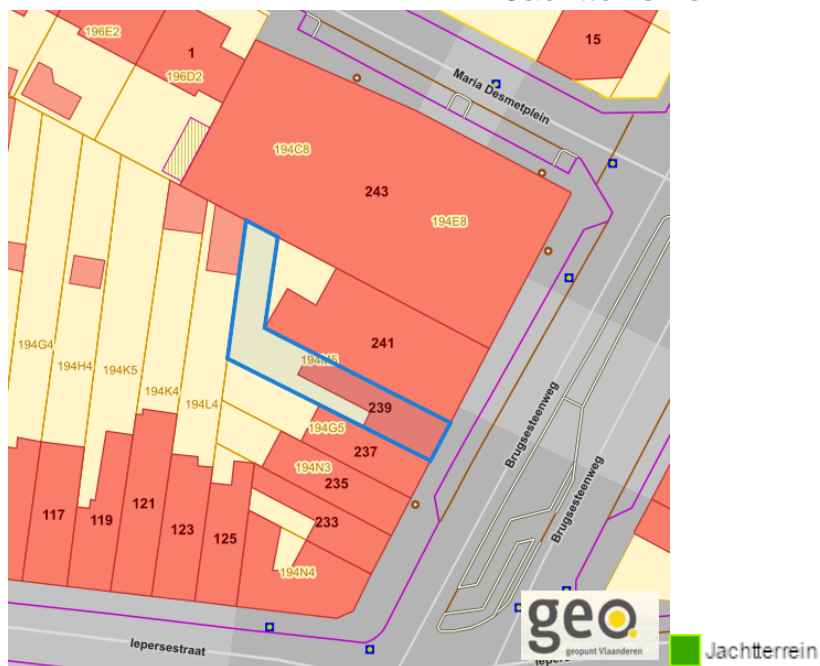 196E2
1
15
196D2
Maria Desmetplein
194C8
243
194E8
241
194M5
194G4
194H4
194K5
194K4
194L4
239
194G5
237
Brugsesteenweg
194N3
235
Brugsesteenweg
117
119
121
123
125
233
194N4
geo.
geopunt Vlaanderen
Iepersestraat
Jachtterrein